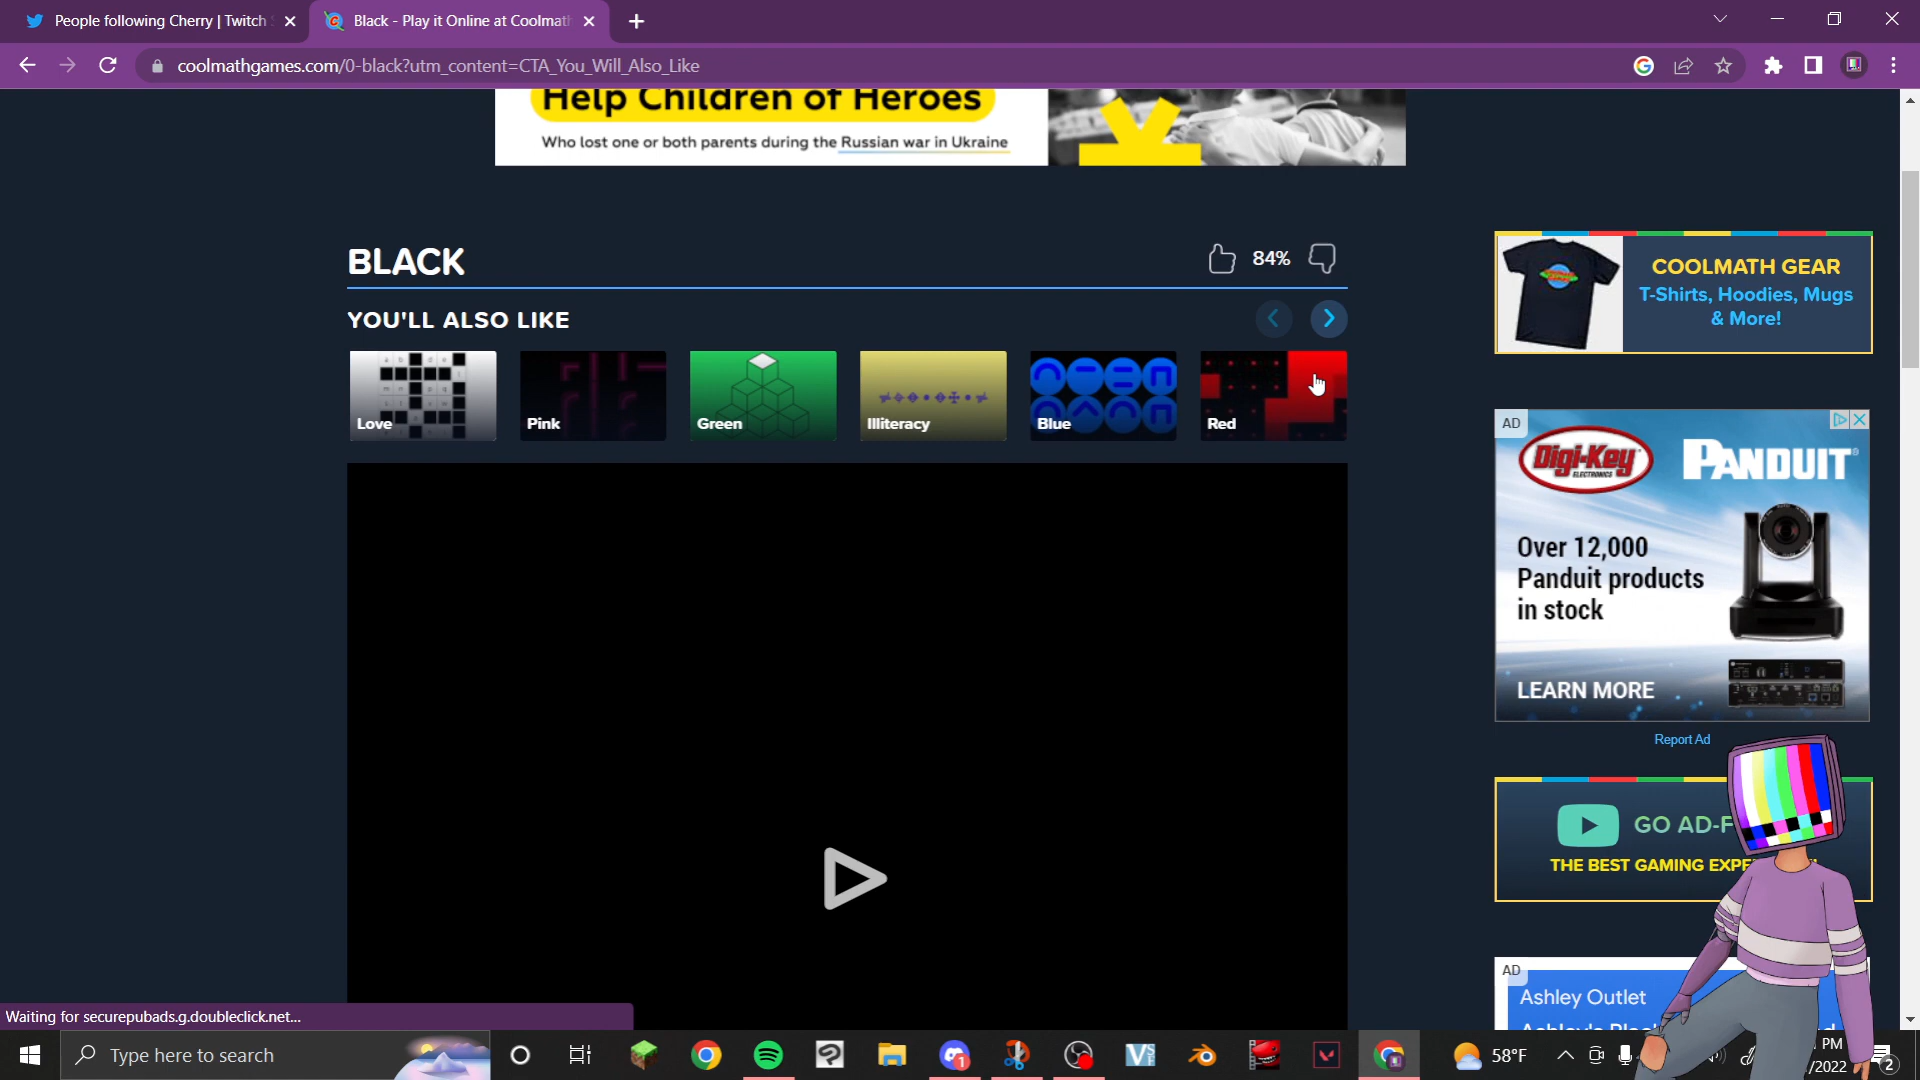 People following Cherry | Twitch
Black - Play it Online at Coolmath
coolmathgames.com/0-black?utm_content=CTA_You_Will_Also_Like
Help Children of Heroes
Who lost one or both parents during the Russian war in Ukraine
BLACK
84%
YOU'LL ALSO LIKE
Love
Pink
Green
Illiteracy
Blue
Red
COOLMATH GEAR
T-Shirts, Hoodies, Mugs
& More!
AD
Digi-Key
ELECTRONICS
PANDUIT
Over 12,000
Panduit products
in stock
LEARN MORE
Report Ad
GO AD-F
THE BEST GAMING EXPE
AD
Ashley Outlet
Waiting for securepubads.g.doubleclick.net...
Type here to search
58°F
PM
/2022
2